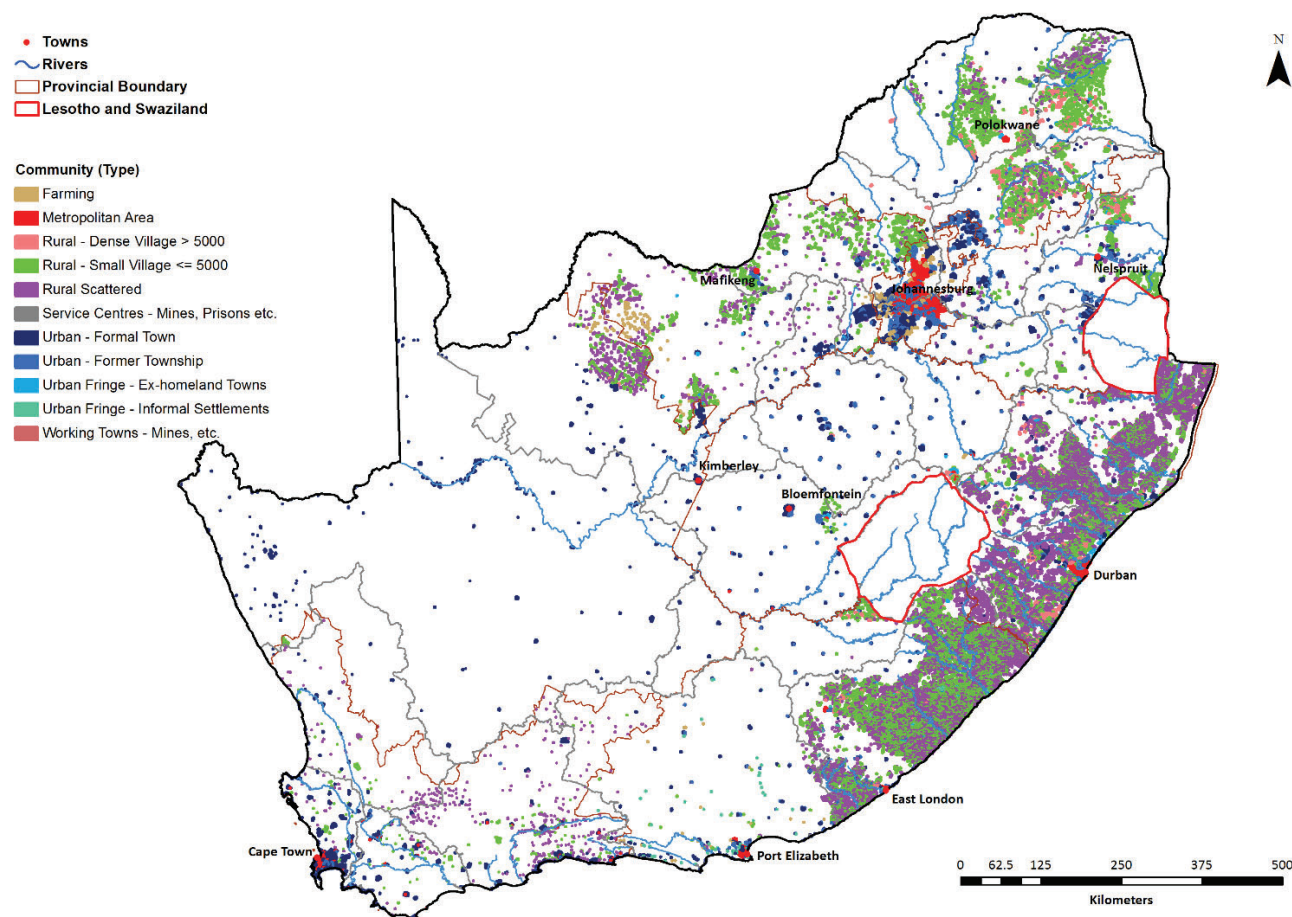 Towns
Rivers
Provincial Boundary
Lesotho and Swaziland
Community (Type)
Farming
Metropolitan Area
Rural - Dense Village > 5000
Rural - Small Village <= 5000
Rural Scattered
Service Centres - Mines, Prisons etc.
Urban - Formal Town
Urban - Former Township
Urban Fringe - Ex-homeland Towns
Urban Fringe - Informal Settlements
Working Towns - Mines, etc.
N
Polokwane
Nelspruit
Mafikeng
Johannesburg
Kimberley
Bloemfontein
Durban
East London
Cape Town
Port Elizabeth
0 62.5 125 250 375 500
Kilometers